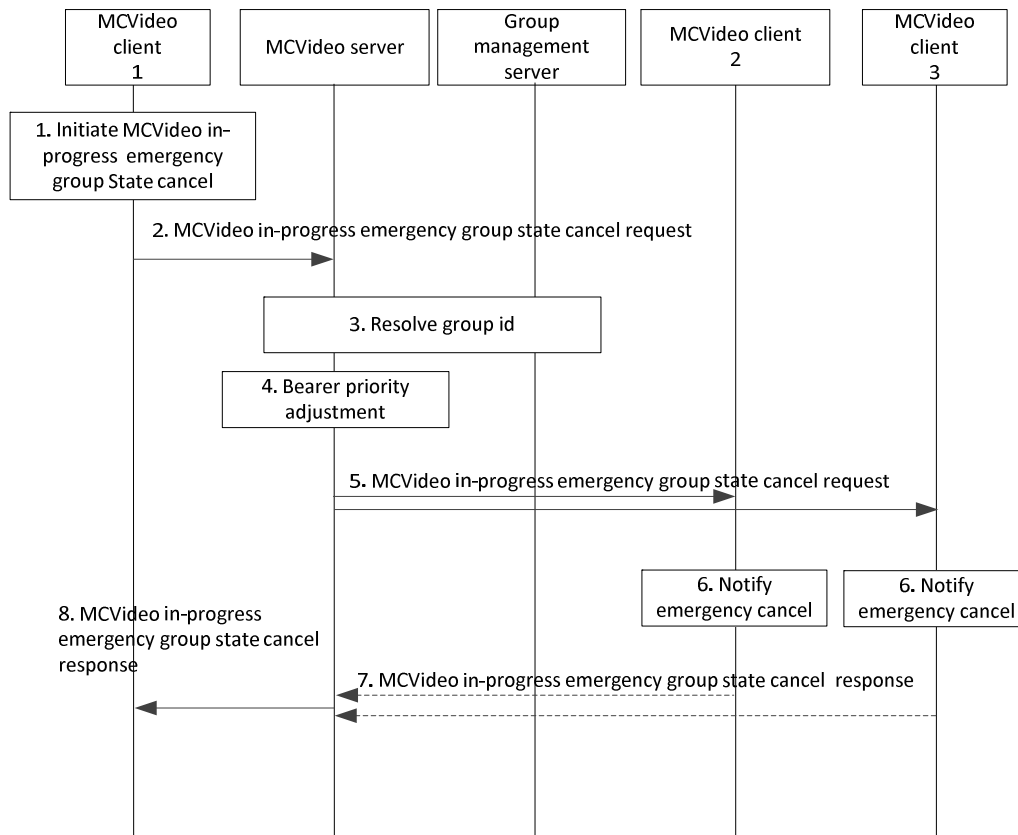 MCVideo
client
1
MCVideo server
Group
management
server
MCVideo client
2
MCVideo
client
3
1. Initiate MCVideo in-
progress emergency
group State cancel
2. MCVideo in-progress emergency group state cancel request
3. Resolve group id
4. Bearer priority
adjustment
5. MCVideo in-progress emergency group state cancel request
6. Notify
emergency cancel
6. Notify
emergency cancel
8. MCVideo in-progress
emergency group state cancel
response
7. MCVideo in-progress emergency group state cancel response